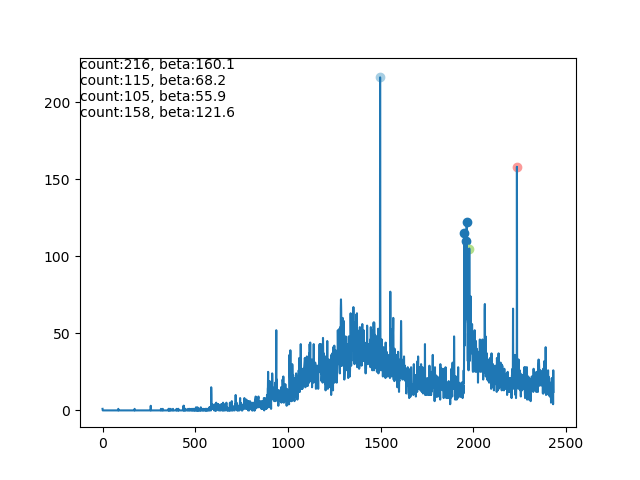 count:216, beta:160.1
count:115, beta:68.2
count:105, beta:55.9
count:158, beta:121.6
200
150
100
50
0
0 500 1000 1500 2000 2500